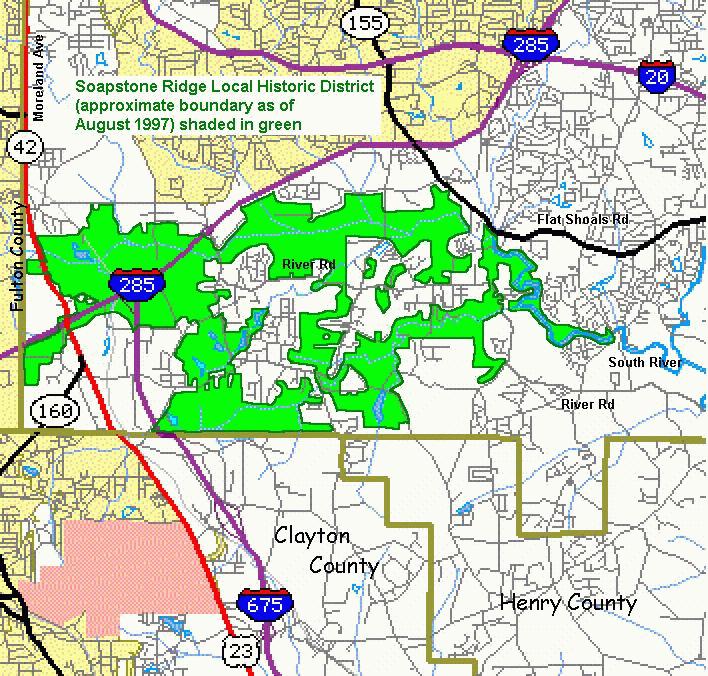 155
285
20
Moreland Ave
Soapstone Ridge Local Historic District
(approximate boundary as of
August 1997) shaded in green
42
Flat Shoals Rd
Fulton County
River Rd
285
South River
160
River Rd
Clayton
County
675
Henry County
23